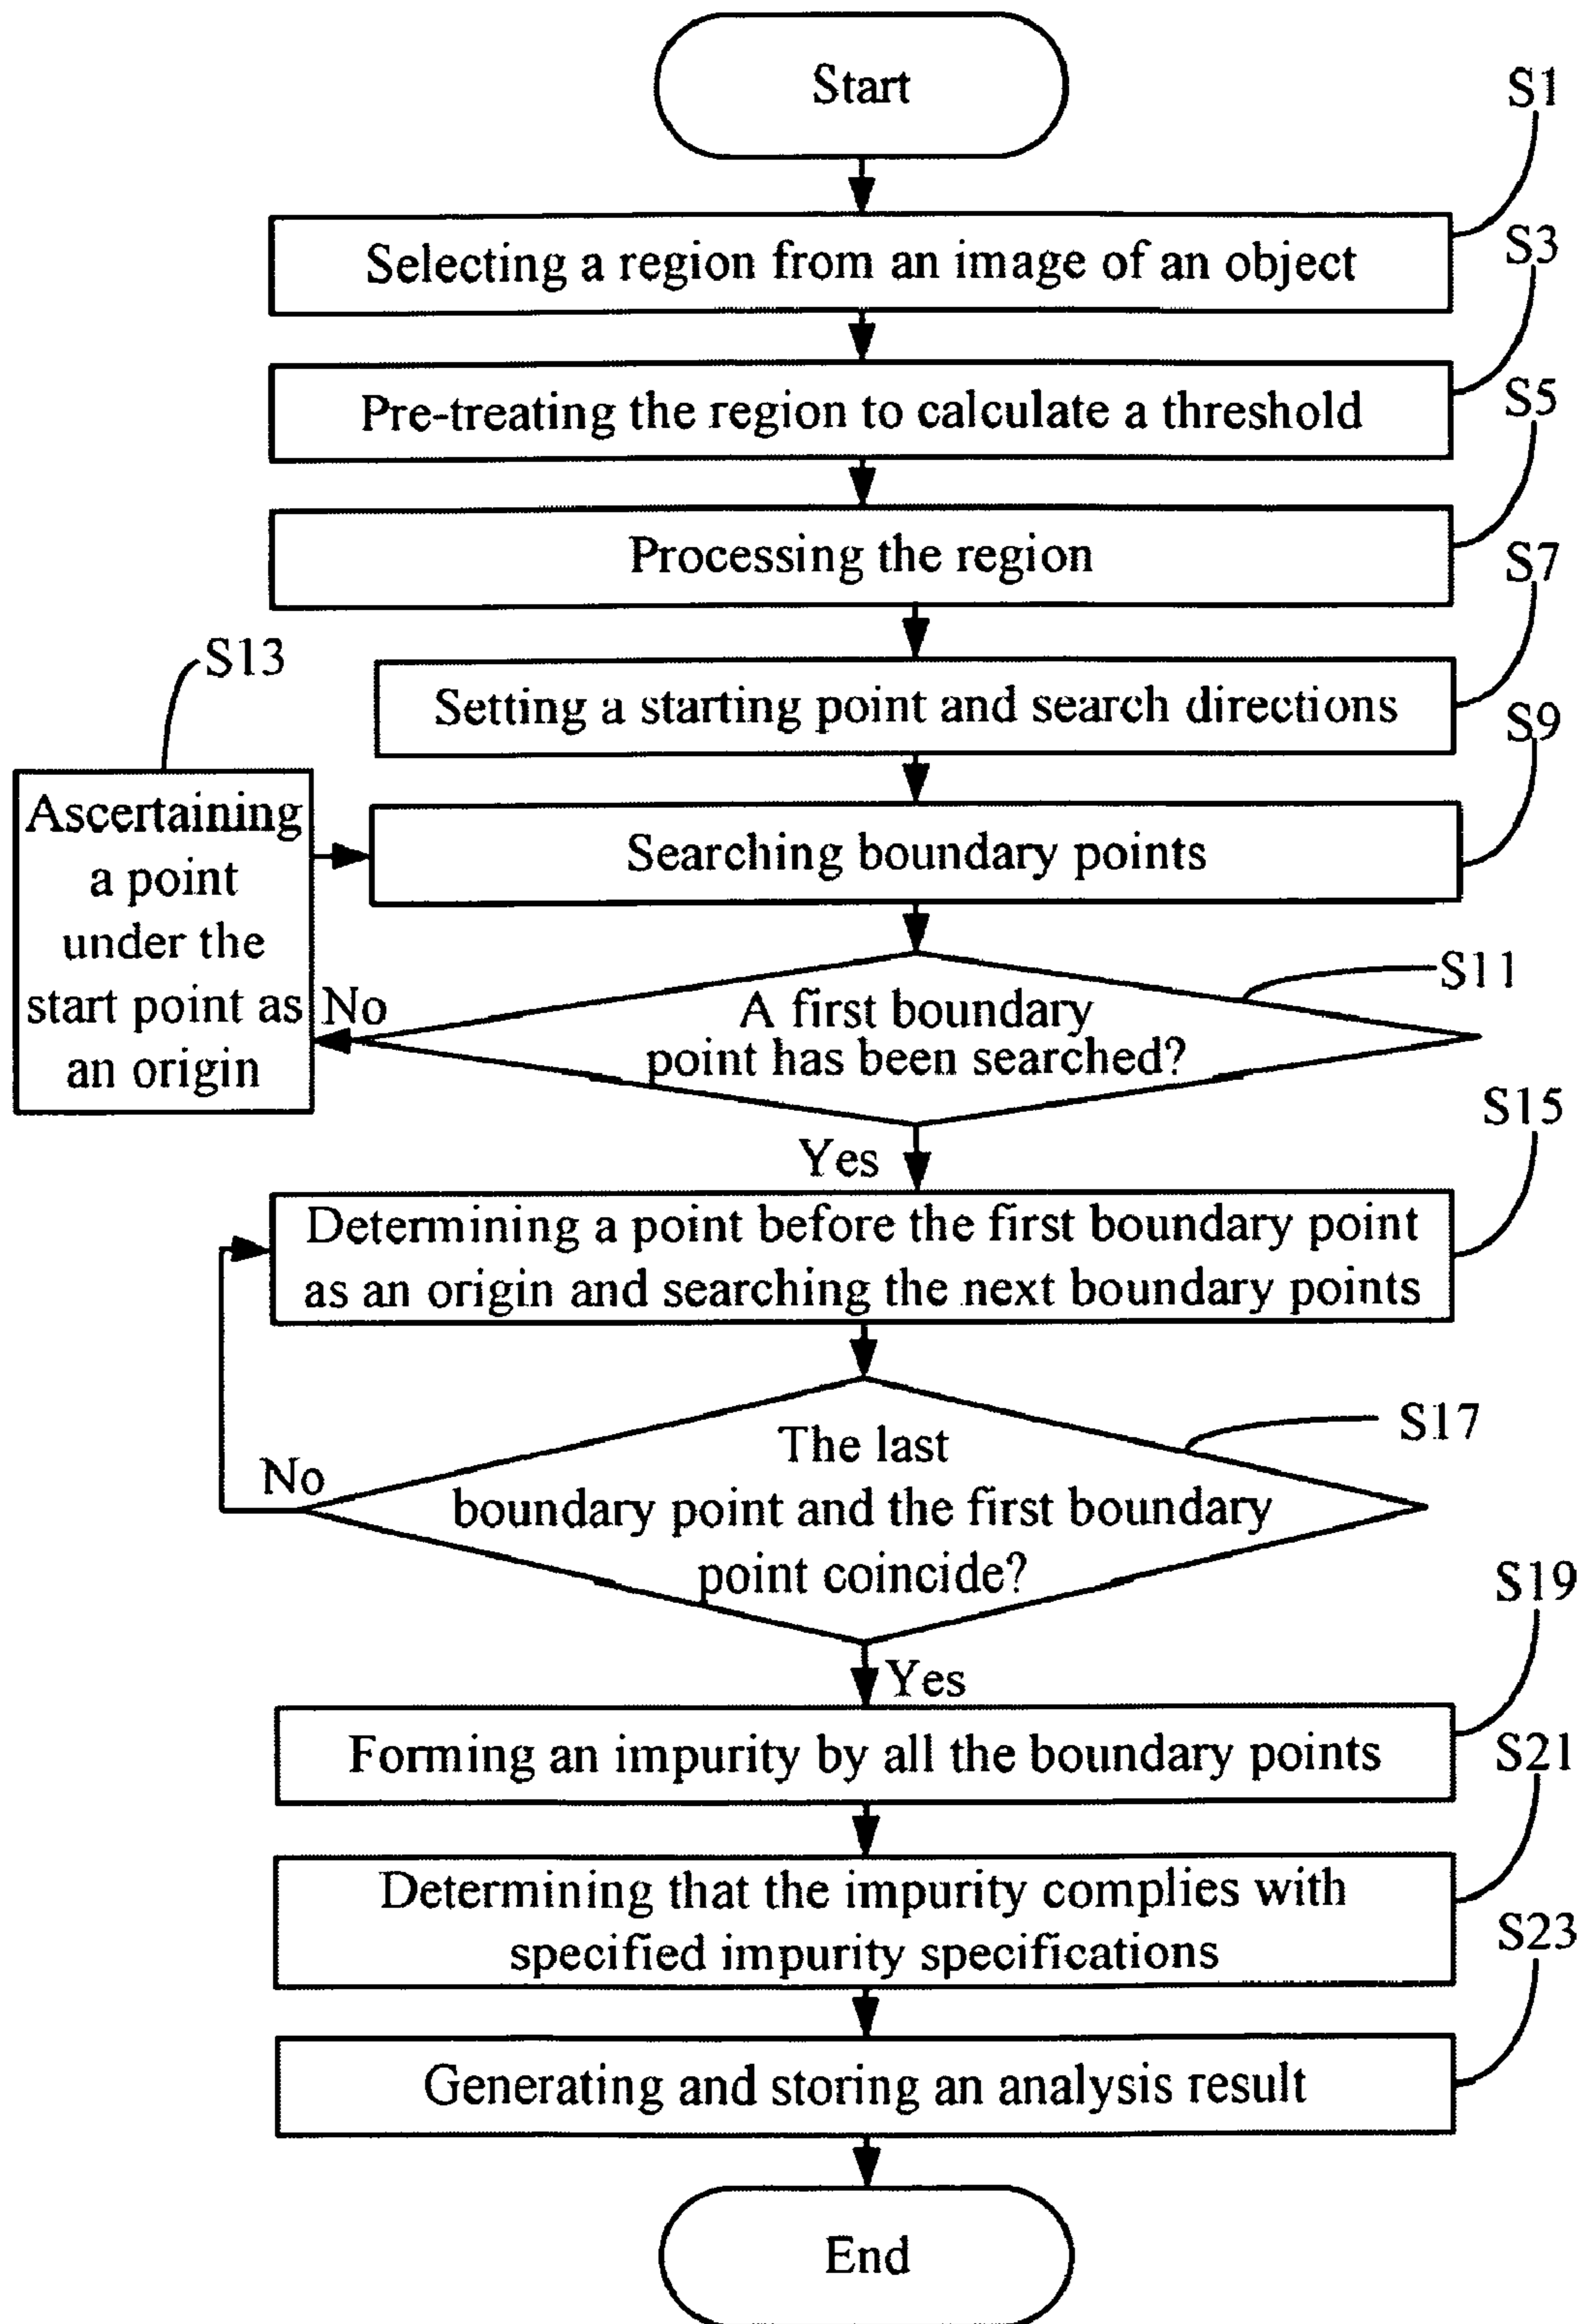 Start
S1
Selecting a region from an image of an object
S3
Pre-treating the region to calculate a threshold
S5
Processing the region
S7
Setting a starting point and search directions
S13
S9
Ascertaining
a point
under the
start point as
an origin
Searching boundary points
S11
A first boundary
point has been searched?
No
Yes
S15
Determining a point before the first boundary point
as an origin and searching the next boundary points
S17
The last
boundary point and the first boundary
point coincide?
No
Yes
S19
Forming an impurity by all the boundary points
S21
Determining that the impurity complies with
specified impurity specifications
S23
Generating and storing an analysis result
End